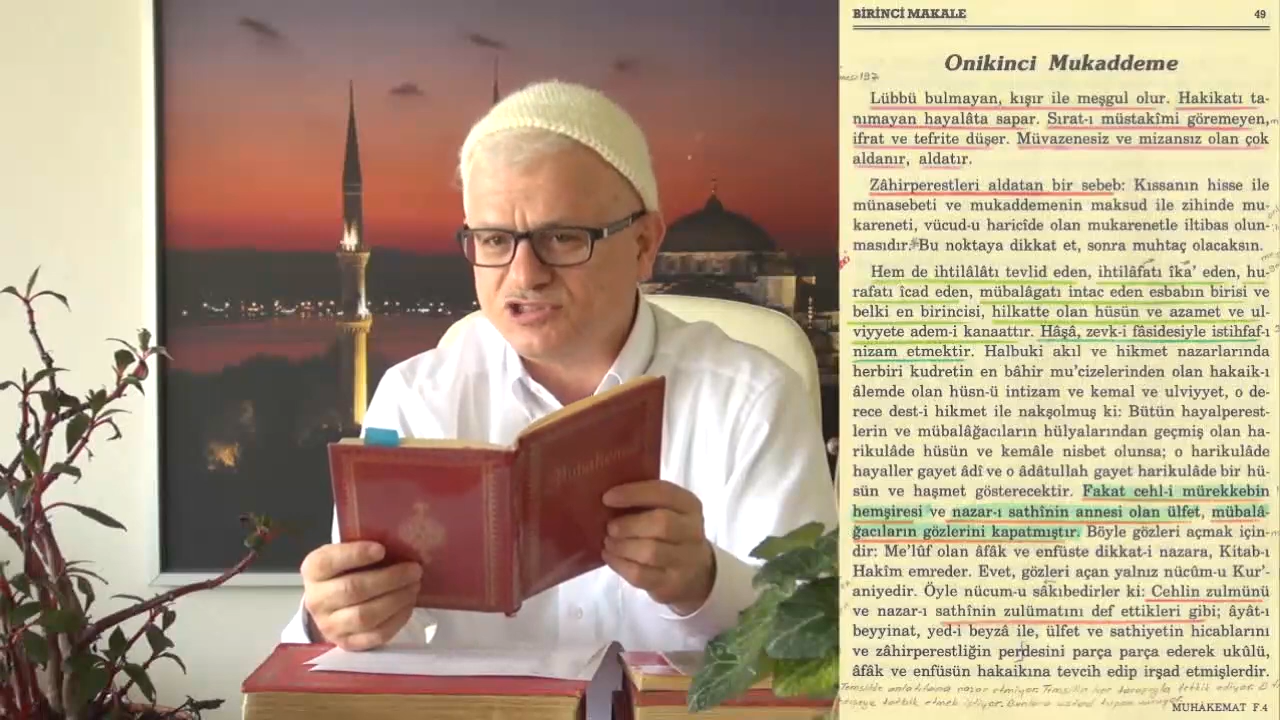 Muhakemat
BİRİNCİ MAKALE 49
Onikinci Mukaddeme
Lübbü bulmayan, kışır ile meşgul olur. Hakikatı ta-
nımayan hayalâta sapar. Sırat-ı müstakîmi göremeyen,
ifrat ve tefrite düşer. Müvazenesiz ve mizansız olan çok
aldanır, aldatır.
Zâhirperestleri aldatan bir sebeb: Kıssanın hisse ile
münasebeti ve mukaddemenin maksud ile zihinde mu-
kareneti, vücud-u haricîde olan mukarenetle iltibas olun-
masıdır. Bu noktaya dikkat et, sonra muhtaç olacaksın.
Hem de ihtilâlâtı tevlid eden, ihtilâfatı îka' eden, hu-
rafatı îcad eden, mübalâgatı intac eden esbabın birisi ve
belki en birincisi, hilkatte olan hüsün ve azamet ve ul-
viyyete adem-i kanaattır. Hâşâ, zevk-i fâsidesiyle istihfaf-ı
nizam etmektir. Halbuki akıl ve hikmet nazarlarında
herbiri kudretin en bâhir mu'cizelerinden olan hakaik-ı
âlemde olan hüsn-ü intizam ve kemal ve ulviyyet, o de-
rece dest-i hikmet ile nakşolmuş ki: Bütün hayalperest-
lerin ve mübalâğacıların hülyalarından geçmiş olan ha-
rikulâde hüsün ve kemâle nisbet olunsa; o harikulâde
hayaller gayet âdî ve o âdâtullah gayet harikulâde bir hü-
sün ve haşmet gösterecektir. Fakat cehl-i mürekkebin
hemşiresi ve nazar-ı sathînin annesi olan ülfet, mübalâ-
ğacıların gözlerini kapatmıştır. Böyle gözleri açmak için-
dir: Me'lûf olan âfâk ve enfüste dikkat-i nazara, Kitab-ı
Hakîm emreder. Evet, gözleri açan yalnız nücûm-u Kur'-
aniyedir. Öyle nücum-u sâkıbedirler ki: Cehlin zulmünü
ve nazar-ı sathînin zulümatını def ettikleri gibi; âyât-ı
beyyinat, yed-i beyzâ ile, ülfet ve sathiyetin hicablarını
ve zâhirperestliğin perdesini parça parça ederek ukûlü,
âfâk ve enfüsün hakaikına tevcih edip irşad etmişlerdir.
MUHAKEMAT F.4